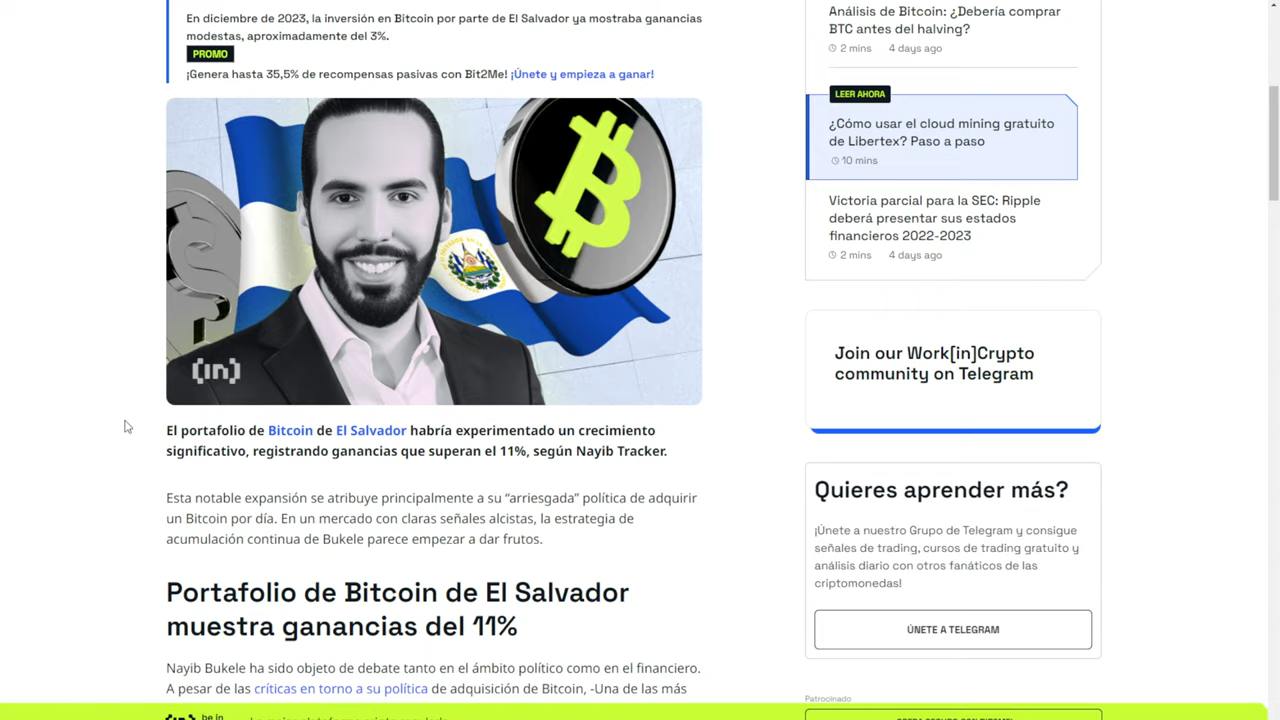 En diciembre de 2023, la inversión en Bitcoin por parte de El Salvador ya mostraba ganancias
modestas, aproximadamente del 3%.
PROMO
¡Genera hasta 35,5% de recompensas pasivas con Bit2Me! ¡Únete y empieza a ganar!
(in)
El portafolio de Bitcoin de El Salvador habría experimentado un crecimiento
significativo, registrando ganancias que superan el 11%, según Nayib Tracker.
Esta notable expansión se atribuye principalmente a su “arriesgada” política de adquirir
un Bitcoin por día. En un mercado con claras señales alcistas, la estrategia de
acumulación continua de Bukele parece empezar a dar frutos.
Portafolio de Bitcoin de El Salvador
muestra ganancias del 11%
Nayib Bukele ha sido objeto de debate tanto en el ámbito político como en el financiero.
A pesar de las críticas en torno a su política de adquisición de Bitcoin, -Una de las más
Análisis de Bitcoin: ¿Debería comprar
BTC antes del halving?
2 mins 4 days ago
LEER AHORA
¿Cómo usar el cloud mining gratuito
de Libertex? Paso a paso
10 mins
Victoria parcial para la SEC: Ripple
deberá presentar sus estados
financieros 2022-2023
2 mins 4 days ago
Join our Work[in]Crypto
community on Telegram
Quieres aprender más?
¡Únete a nuestro Grupo de Telegram y consigue
señales de trading, cursos de trading gratuito y
análisis diario con otros fanáticos de las
criptomonedas!
ÚNETE A TELEGRAM
Patrocinado